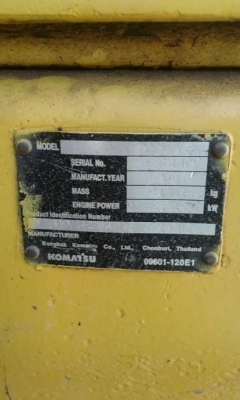 MODEL
SERIAL No.
MANUFACT. YEAR
MASS kg
ENGINE POWER kW
Product Identification Number
MANUFACTURER
Bangkok Komatsu Co., Ltd., Chonburi, Thailand
KOMATSU 09601-120E1